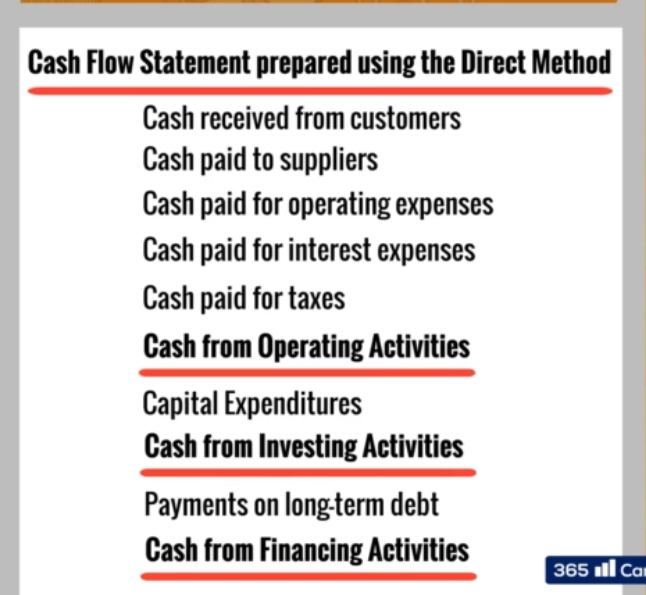 Cash Flow Statement prepared using the Direct Method
Cash received from customers
Cash paid to suppliers
Cash paid for operating expenses
Cash paid for interest expenses
Cash paid for taxes
Cash from Operating Activities
Capital Expenditures
Cash from Investing Activities
Payments on long-term debt
Cash from Financing Activities
365